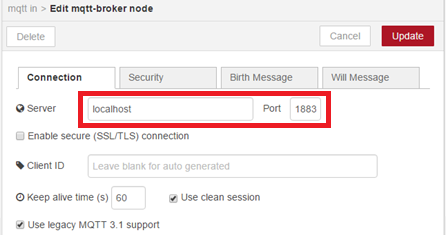 mqtt in > Edit mqtt-broker node
Delete Cancel Update
Connection Security Birth Message Will Message
Server localhost Port 1883
Enable secure (SSL/TLS) connection
Client ID Leave blank for auto generated
Keep alive time (s) 60 Use clean session
Use legacy MQTT 3.1 support